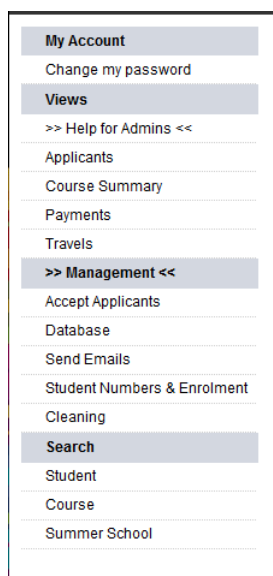 My Account
Change my password
Views
>> Help for Admins <<
Applicants
Course Summary
Payments
Travels
>> Management <<
Accept Applicants
Database
Send Emails
Student Numbers & Enrolment
Cleaning
Search
Student
Course
Summer School